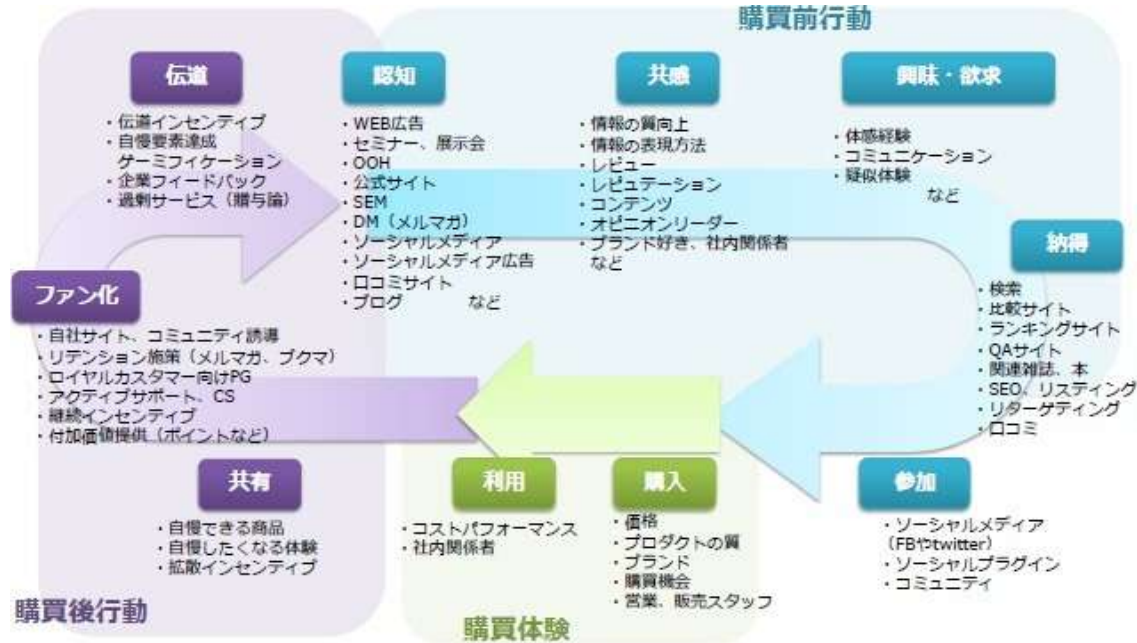 購買前行動
伝道
・伝道インセンティブ
・自慢要素達成
ゲーミフィケーション
・企業フィードバック
・過剰サービス（贈与論）
認知
・WEB広告
・セミナー、展示会
・OOH
・公式サイト
・SEM
・DM（メルマガ）
・ソーシャルメディア
・ソーシャルメディア広告
・口コミサイト
・ブログ　など
共感
・情報の質向上
・情報の表現方法
・レビュー
・レピュテーション
・コンテンツ
・オピニオンリーダー
・ブランド好き、社内関係者
など
興味・欲求
・体感経験
・コミュニケーション
・疑似体験
など
納得
・検索
・比較サイト
・ランキングサイト
・QAサイト
・関連雑誌、本
・SEO、リスティング
・リターゲティング
・口コミ
ファン化
・自社サイト、コミュニティ誘導
・リテンション施策（メルマガ、ブクマ）
・ロイヤルカスタマー向けPG
・アクティブサポート、CS
・継続インセンティブ
・付加価値提供（ポイントなど）
共有
・自慢できる商品
・自慢したくなる体験
・拡散インセンティブ
利用
・コストパフォーマンス
・社内関係者
購入
・価格
・プロダクトの質
・ブランド
・購買機会
・営業、販売スタッフ
参加
・ソーシャルメディア
（FBやtwitter）
・ソーシャルプラグイン
・コミュニティ
購買後行動
購買体験